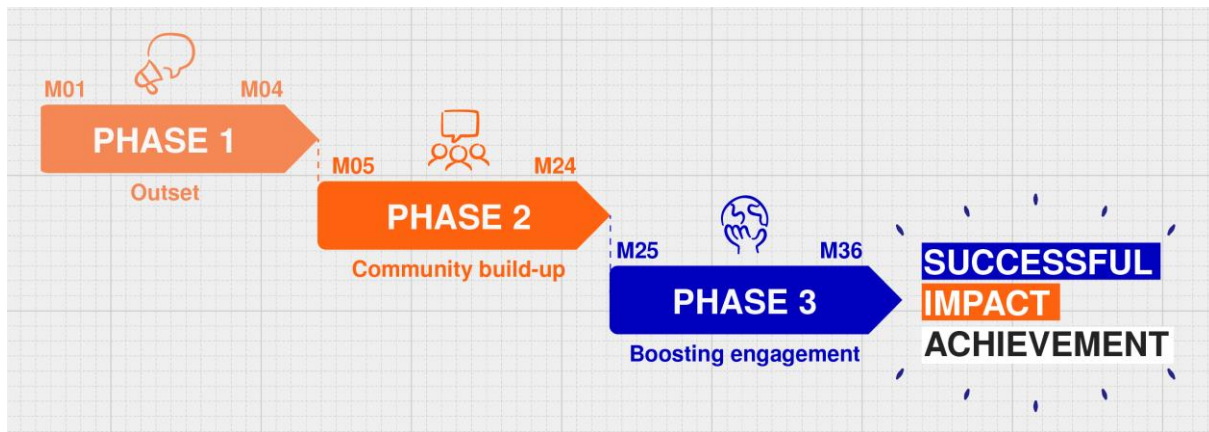 M01 M04
PHASE 1
Outset
M05 M24
PHASE 2
Community build-up
M25 M36
PHASE 3
Boosting engagement
SUCCESSFUL
IMPACT
ACHIEVEMENT